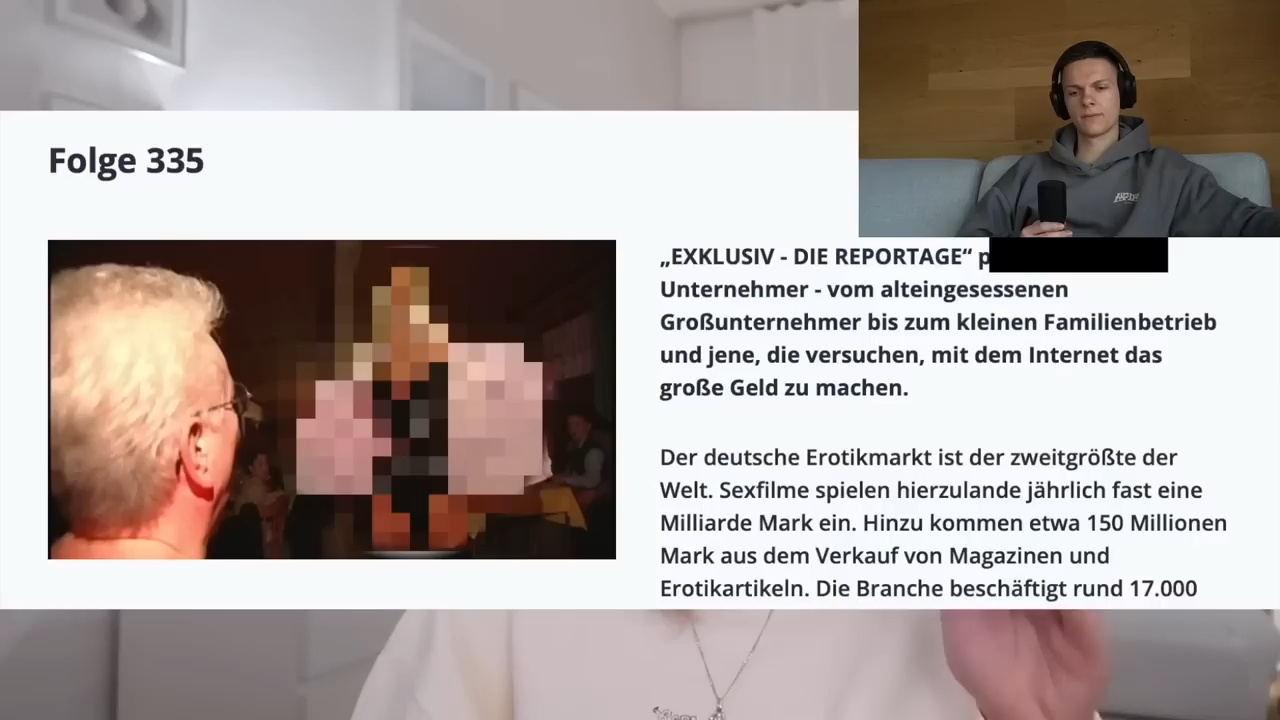 Folge 335
„EXKLUSIV - DIE REPORTAGE“ p
Unternehmer - vom alteingesessenen
Großunternehmer bis zum kleinen Familienbetrieb
und jene, die versuchen, mit dem Internet das
große Geld zu machen.
Der deutsche Erotikmarkt ist der zweitgrößte der
Welt. Sexfilme spielen hierzulande jährlich fast eine
Milliarde Mark ein. Hinzu kommen etwa 150 Millionen
Mark aus dem Verkauf von Magazinen und
Erotikartikeln. Die Branche beschäftigt rund 17.000